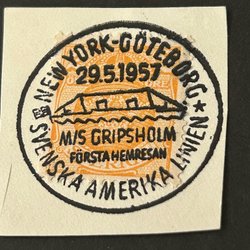 NEW YORK-GÖTEBORG
29.5.1957
M/S GRIPSHOLM
FÖRSTA HEMRESAN
SVENSKA AMERIKA LINIEN